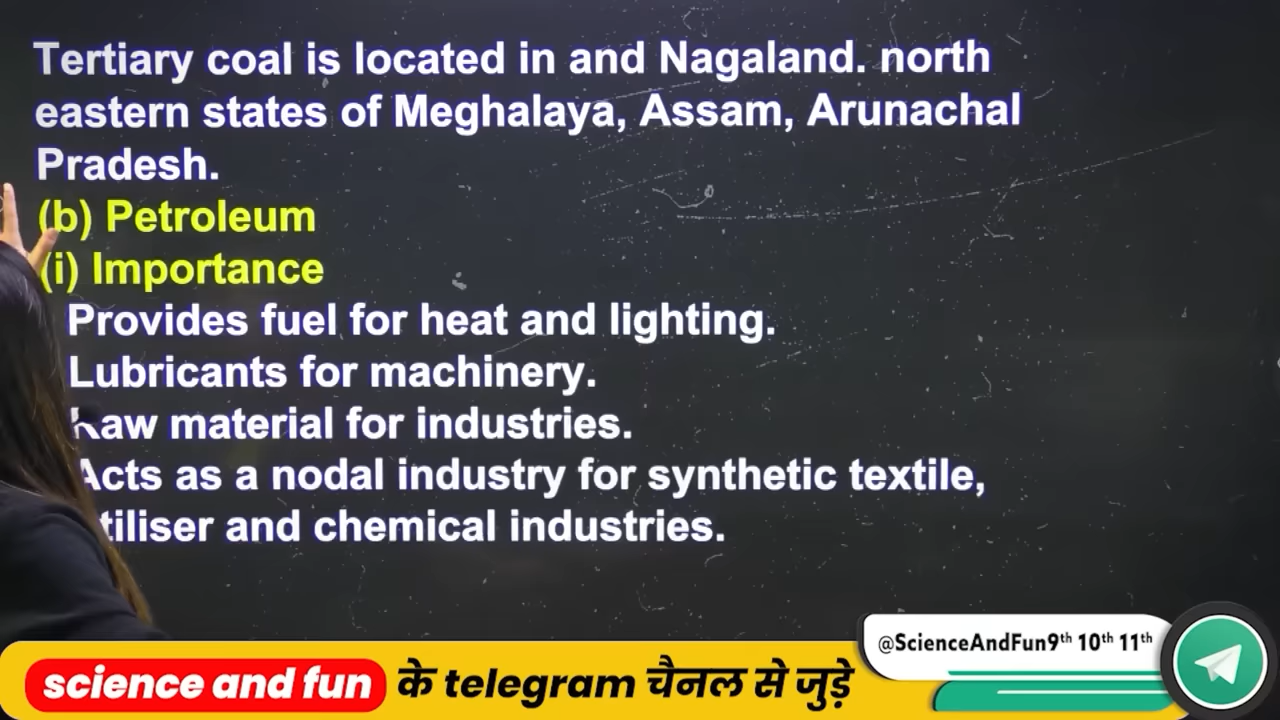 Tertiary coal is located in and Nagaland. north
eastern states of Meghalaya, Assam, Arunachal
Pradesh.
(b) Petroleum
(i) Importance
Provides fuel for heat and lighting.
Lubricants for machinery.
Raw material for industries.
Acts as a nodal industry for synthetic textile,
and chemical industries.
@ScienceAndFun9th 10th 11th
science and fun के telegram चैनल से जुड़े